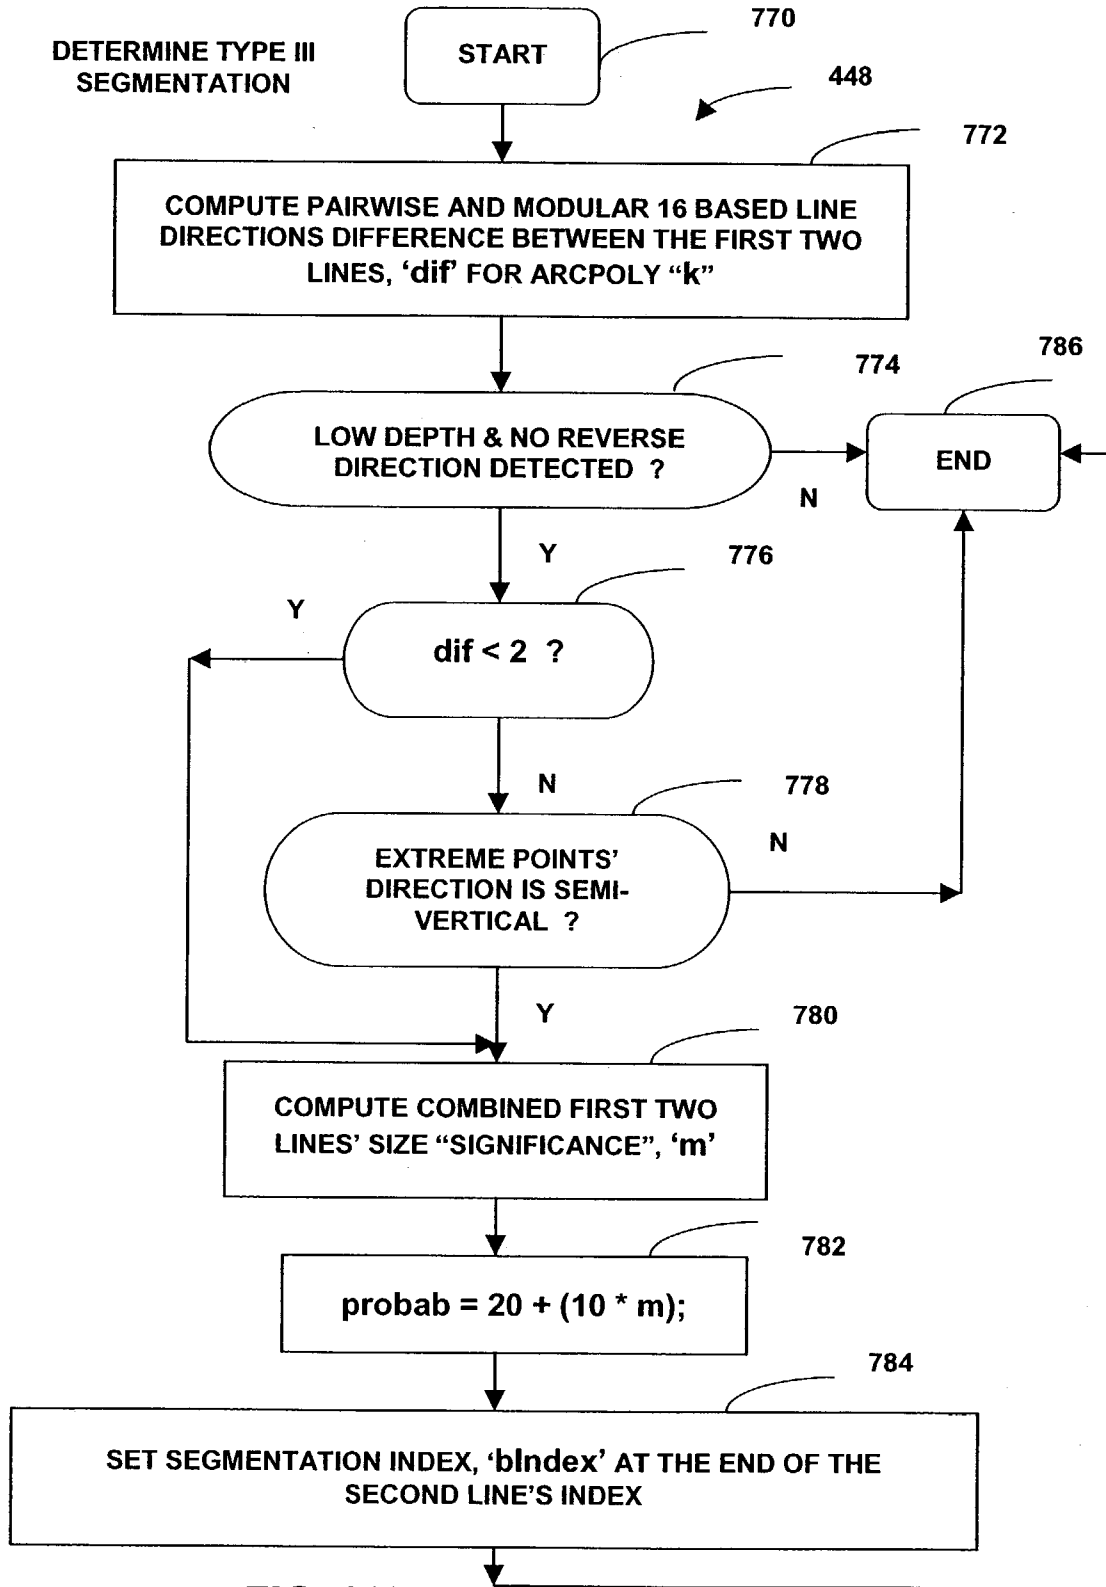 770
START
DETERMINE TYPE III
SEGMENTATION
448
772
COMPUTE PAIRWISE AND MODULAR 16 BASED LINE
DIRECTIONS DIFFERENCE BETWEEN THE FIRST TWO
LINES, ‘dif’ FOR ARCPOLY “k”
786
774
LOW DEPTH & NO REVERSE
DIRECTION DETECTED ?
END
N
Y
776
Y
dif < 2 ?
N
778
N
EXTREME POINTS’
DIRECTION IS SEMI-
VERTICAL ?
Y
780
COMPUTE COMBINED FIRST TWO
LINES’ SIZE “SIGNIFICANCE”, ‘m’
782
probab = 20 + (10 * m);
784
SET SEGMENTATION INDEX, ‘bIndex’ AT THE END OF THE
SECOND LINE’S INDEX